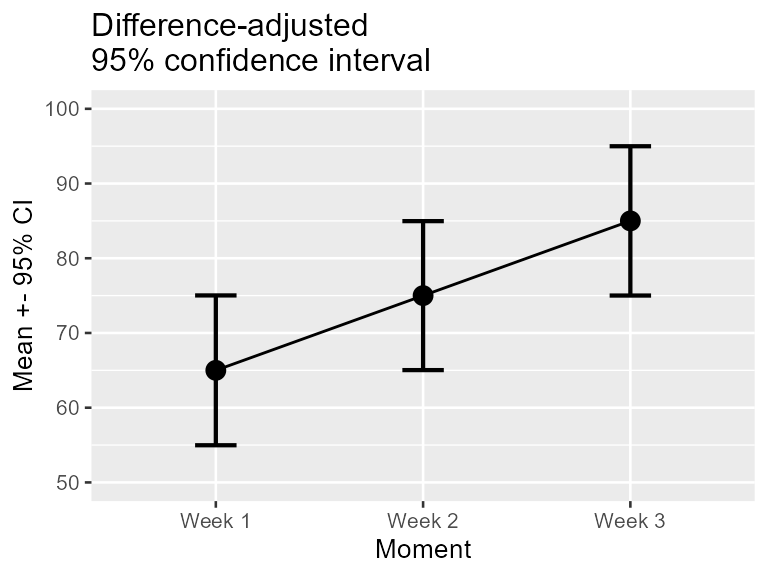 Difference-adjusted
95% confidence interval
Mean +- 95% CI
100
90
80
70
60
50
Week 1 Week 2 Week 3
Moment